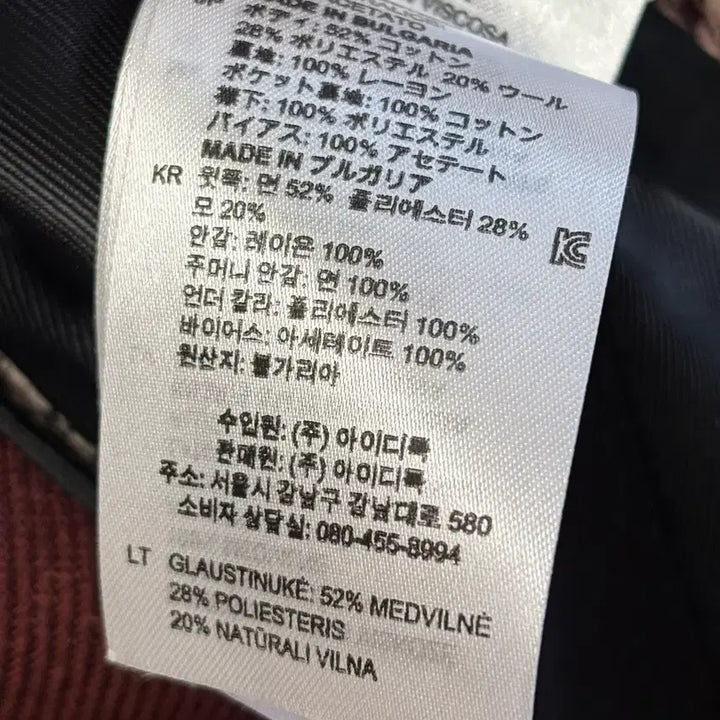 VISCOSA
ACETATO
MADE IN BULGARIA
JP ボディ: 52% コットン
28% ポリエステル 20% ウール
裏地: 100% レーヨン
ポケット裏地: 100% コットン
襟下: 100% ポリエステル
バイアス: 100% アセテート
MADE IN ブルガリア
KR 윗쪽: 면 52% 폴리에스터 28%
모 20%
안감: 레이온 100%
주머니 안감: 면 100%
언더 칼라: 폴리에스터 100%
바이어스: 아세테이트 100%
원산지: 불가리아
수입원: (주) 아이디룩
판매원: (주) 아이디룩
주소: 서울시 강남구 강남대로 580
소비자 상담실: 080-455-8994
LT GLAUSTINUKĖ: 52% MEDVILNĖ
28% POLIESTERIS
20% NATŪRALI VILNA